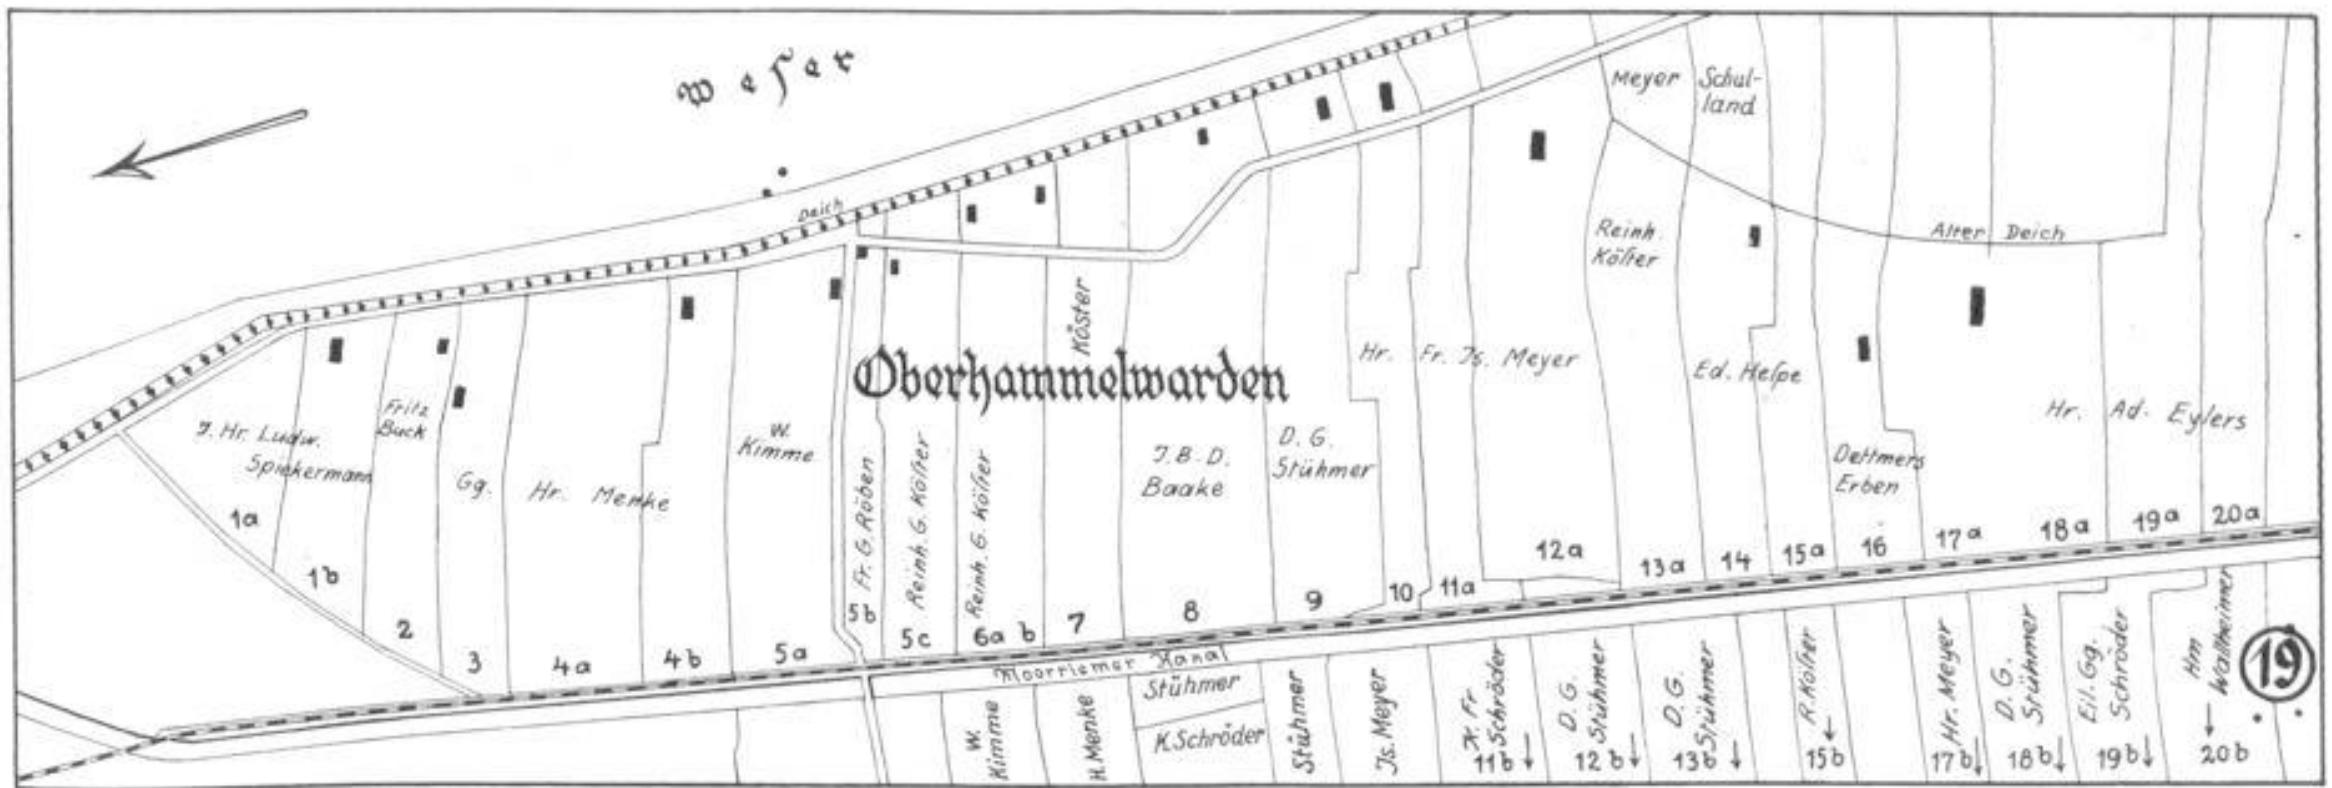 Weser
Deich
Meyer
Schul-
land
Alter Deich
Reinh.
Köster
Köster
Oberhammelwarden
Hr. Fr. Js. Meyer
Ed. Hespe
Hr. Ad. Eylers
J. Hr. Ludw.
Spiekermann
Fritz
Buck
Gg. Hr. Menke
W.
Kimme
Fr. G. Röben
Reinh. G. Köster
Reinh. G. Köster
J. B. D.
Baake
D. G.
Stühmer
Dettmers
Erben
1a
1b
2
3
4a
4b
5a
5b
5c
6a b
7
8
9
10
11a
12a
13a
14
15a
16
17a
18a
19a
20a
Moorriemer Kanal
W.
Kimme
H. Menke
Stühmer
K. Schröder
Stühmer
Js. Meyer
Fr
Schröder
11b
D. G.
Stühmer
12b
D. G.
Stühmer
13b
R. Köster
15b
Hr. Meyer
17b
D. G.
Stühmer
18b
Eil. Gg.
Schröder
19b
Hm
Wallheimer
20b
19